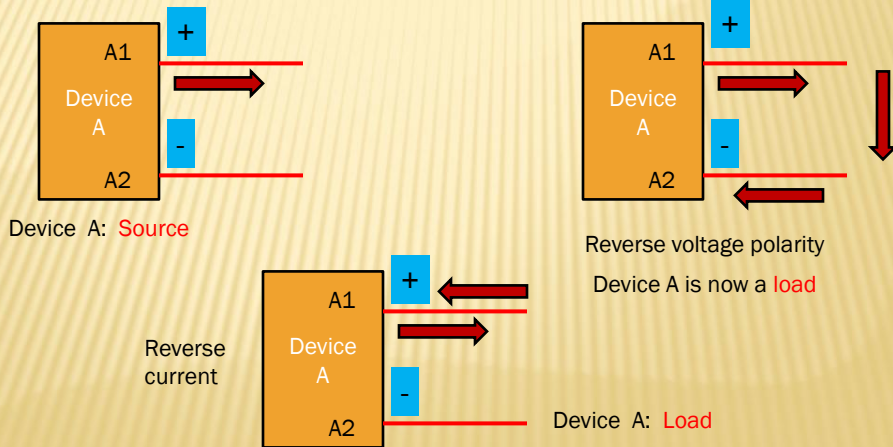 +
A1
Device
A
-
A2
Device A: Source
+
A1
Device
A
-
A2
Reverse voltage polarity
Device A is now a load
Reverse
current
+
A1
Device
A
-
A2
Device A: Load